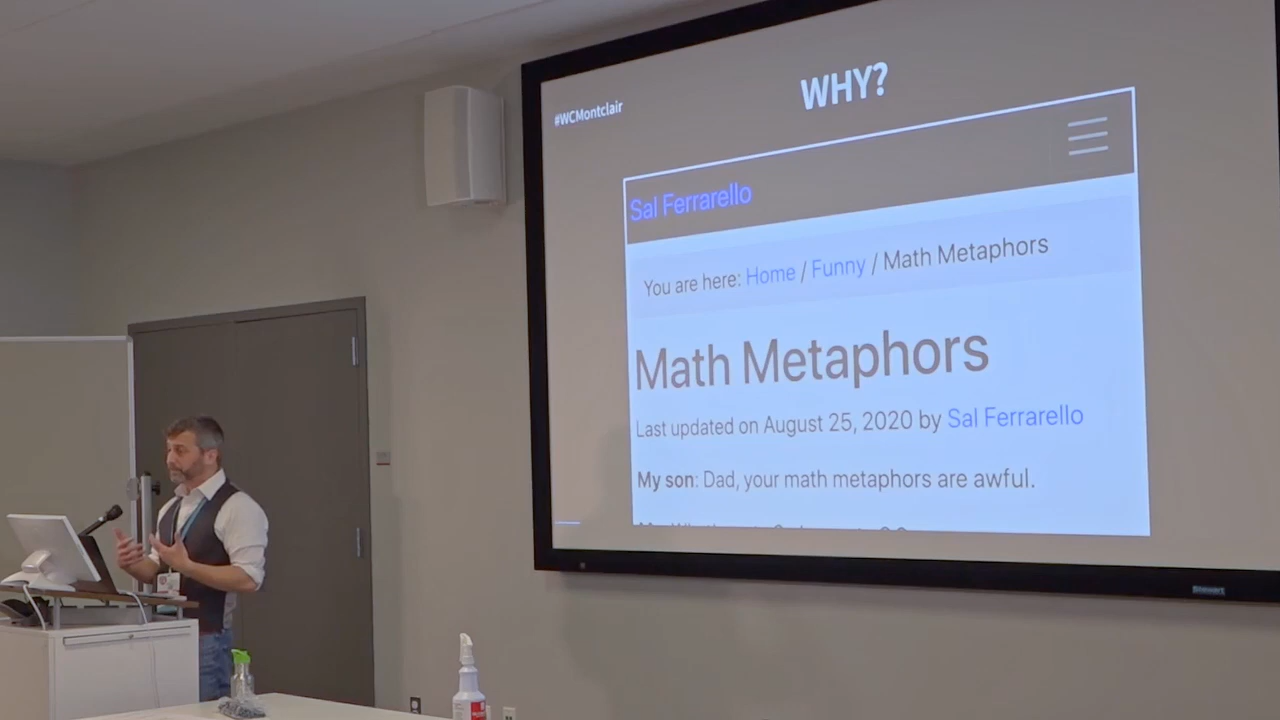 #WCMontclair
WHY?
Sal Ferrarello
You are here: Home / Funny / Math Metaphors
Math Metaphors
Last updated on August 25, 2020 by Sal Ferrarello
My son: Dad, your math metaphors are awful.